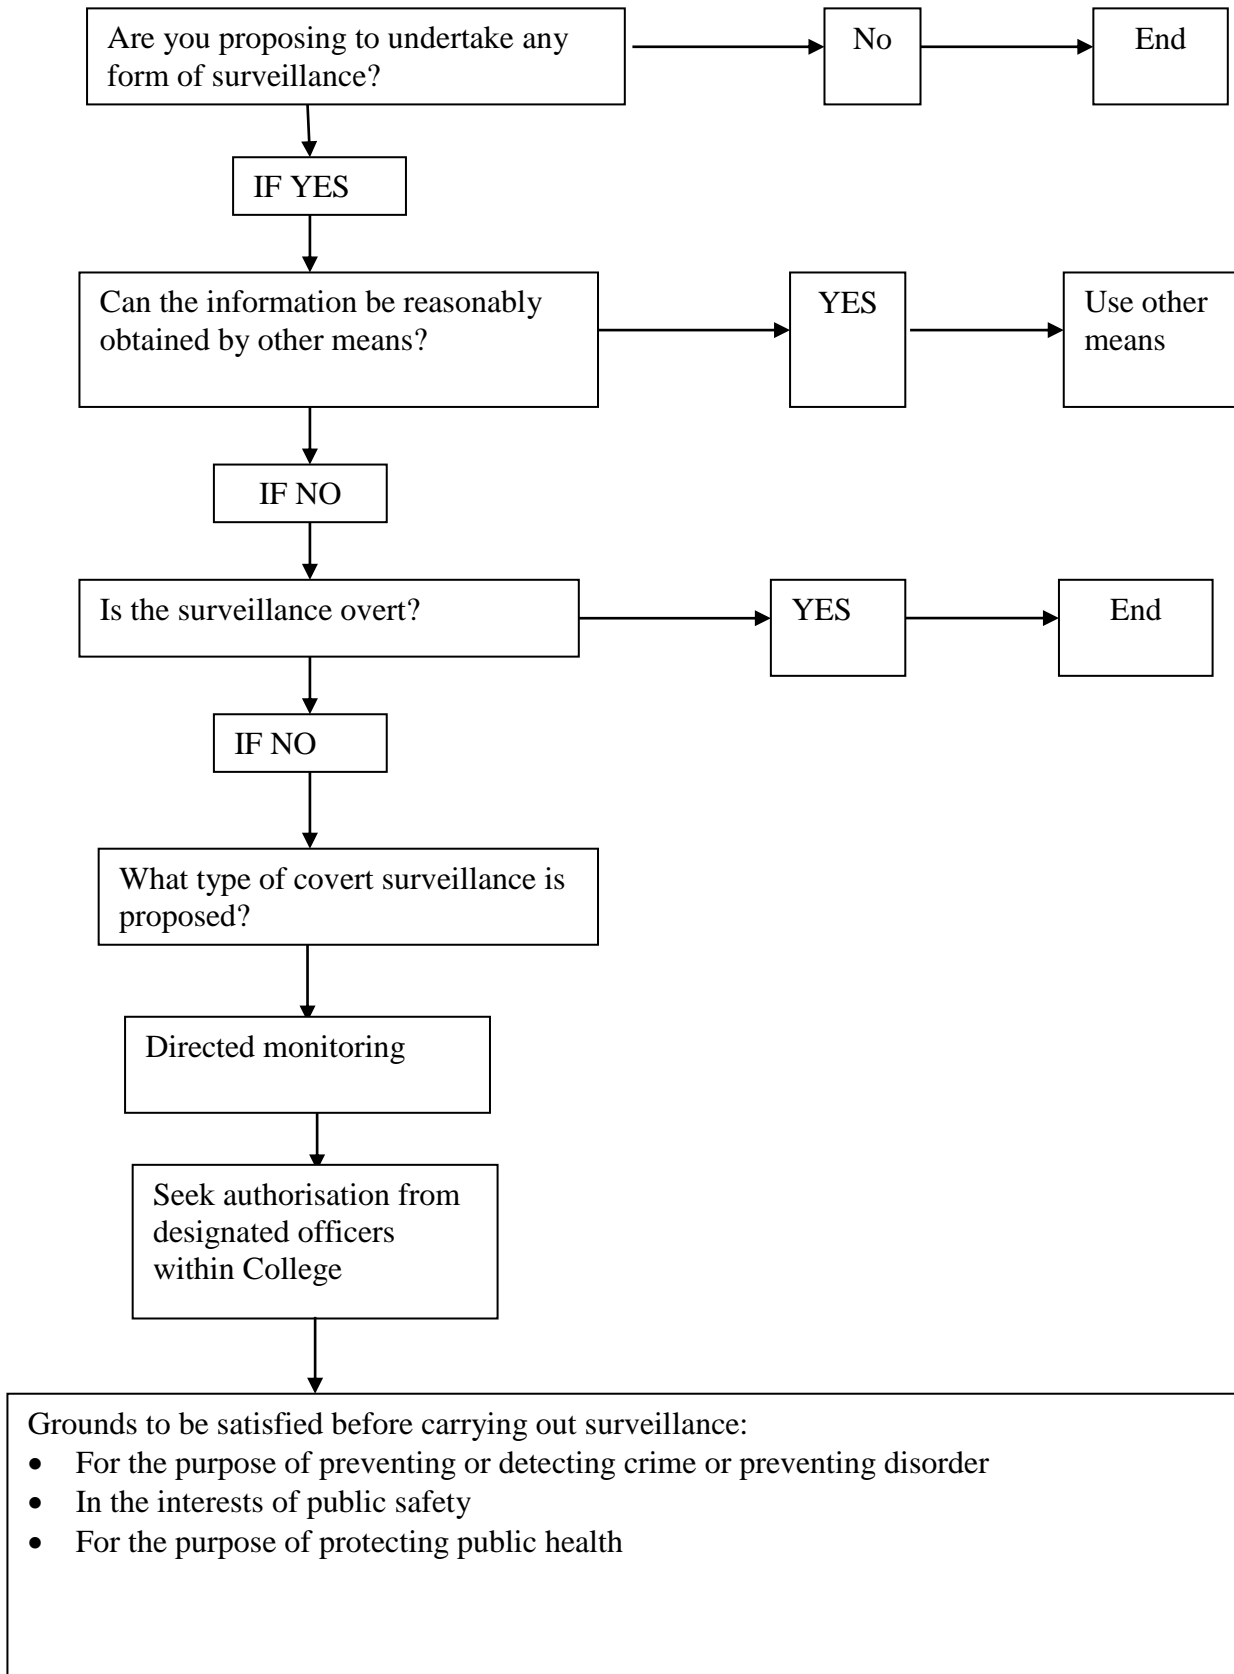 Are you proposing to undertake any
form of surveillance?
No
End
IF YES
Can the information be reasonably
obtained by other means?
YES
Use other
means
IF NO
Is the surveillance overt?
YES
End
IF NO
What type of covert surveillance is
proposed?
Directed monitoring
Seek authorisation from
designated officers
within College
Grounds to be satisfied before carrying out surveillance:
• For the purpose of preventing or detecting crime or preventing disorder
• In the interests of public safety
• For the purpose of protecting public health